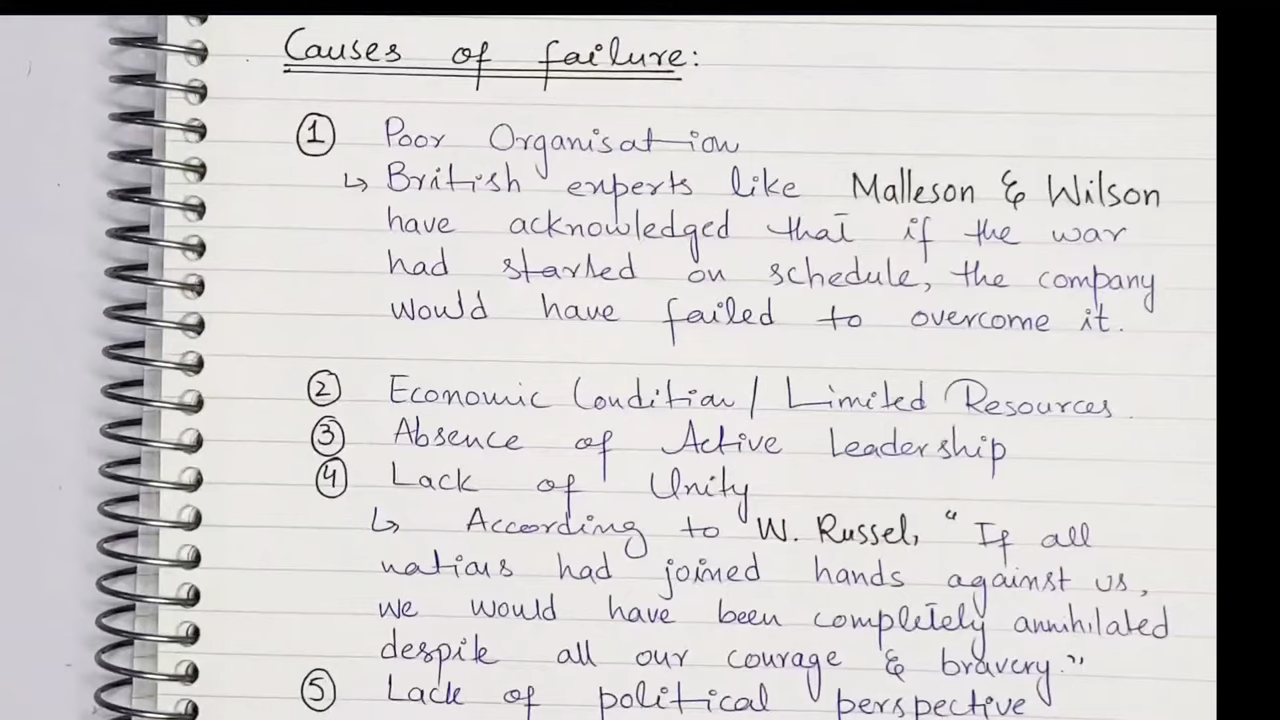 Causes of failure:
① Poor Organisation
↳ British experts like Malleson & Wilson
have acknowledged that if the war
had started on schedule, the company
would have failed to overcome it.
② Economic Condition / Limited Resources.
③ Absence of Active Leadership
④ Lack of Unity
↳ According to W. Russel, "If all
nations had joined hands against us,
we would have been completely annihilated
despite all our courage & bravery."
⑤ Lack of political perspective